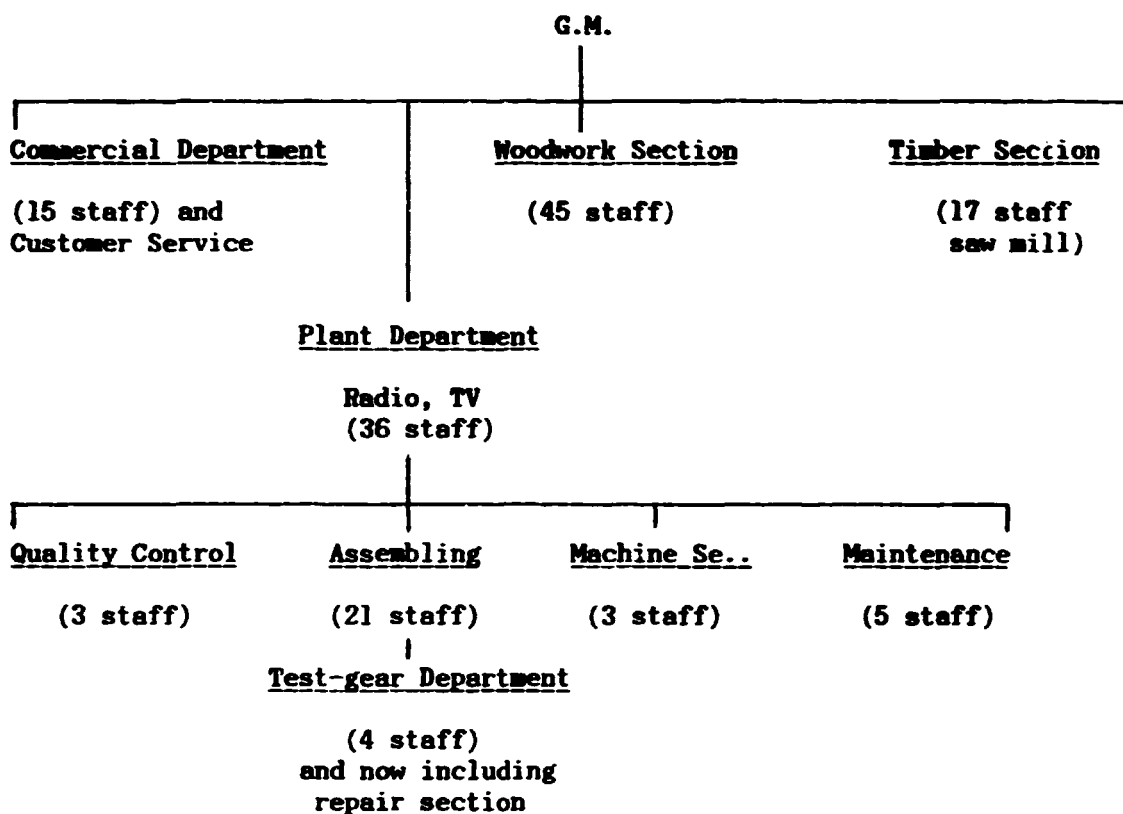 G.M.
Commercial Department
(15 staff) and
Customer Service
Woodwork Section
(45 staff)
Timber Section
(17 staff
saw mill)
Plant Department
Radio, TV
(36 staff)
Quality Control
(3 staff)
Assembling
(21 staff)
Machine Se..
(3 staff)
Maintenance
(5 staff)
Test-gear Department
(4 staff)
and now including
repair section